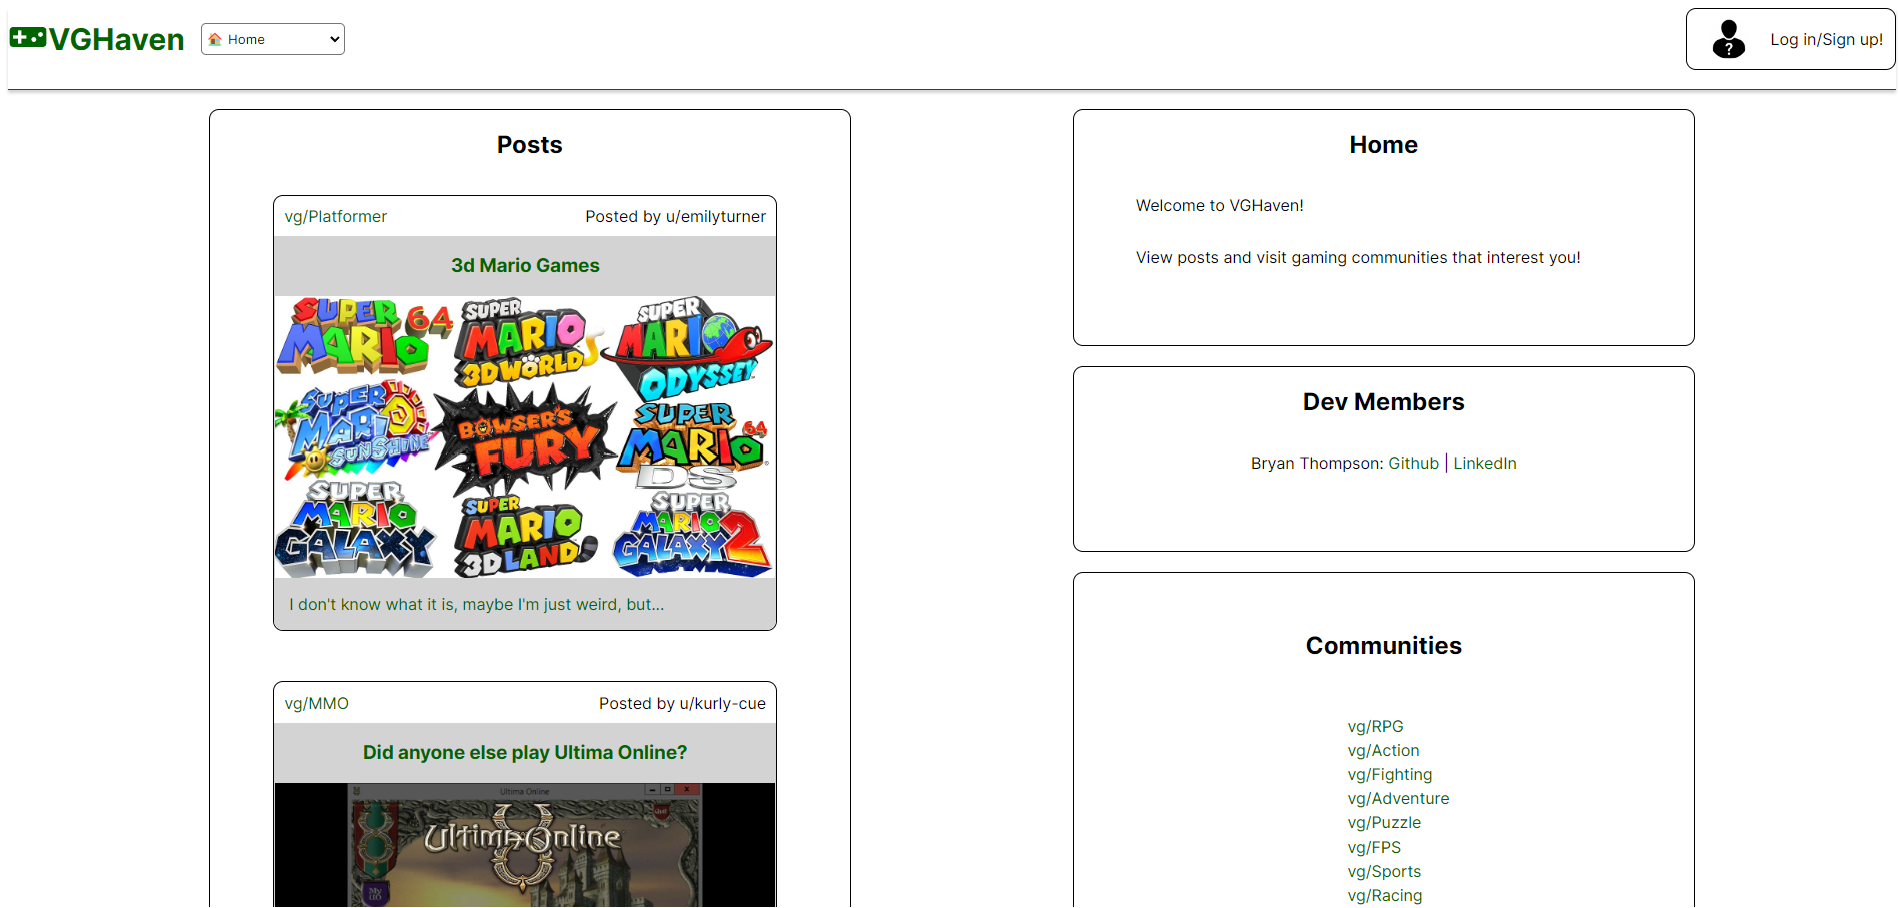 VGHaven
Home
Log in/Sign up!
Posts
vg/Platformer
Posted by u/emilyturner
3d Mario Games
SUPER MARIO 64
SUPER MARIO 3D WORLD
SUPER MARIO ODYSSEY
SUPER MARIO SUNSHINE
BOWSER'S FURY
SUPER MARIO 64 DS
SUPER MARIO GALAXY
SUPER MARIO 3D LAND
SUPER MARIO GALAXY 2
I don't know what it is, maybe I'm just weird, but...
vg/MMO
Posted by u/kurly-cue
Did anyone else play Ultima Online?
Ultima Online
Ultima Online
My UO
Home
Welcome to VGHaven!
View posts and visit gaming communities that interest you!
Dev Members
Bryan Thompson: Github | LinkedIn
Communities
vg/RPG
vg/Action
vg/Fighting
vg/Adventure
vg/Puzzle
vg/FPS
vg/Sports
vg/Racing